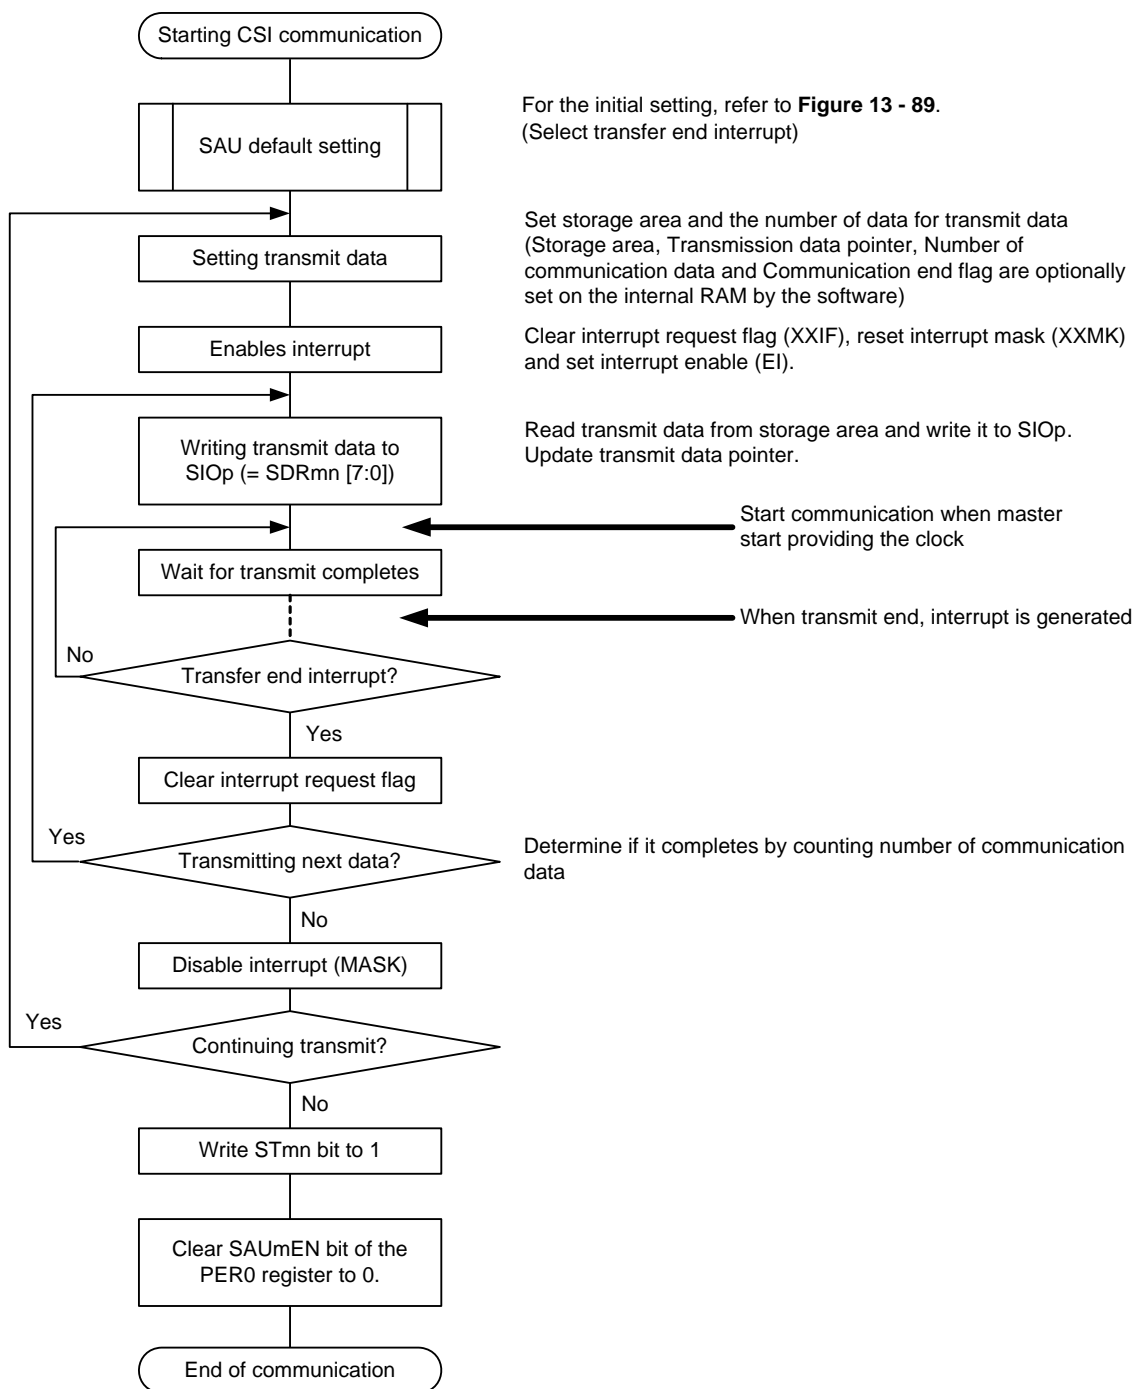 Starting CSI communication
For the initial setting, refer to Figure 13 - 89.
(Select transfer end interrupt)
SAU default setting
Set storage area and the number of data for transmit data
(Storage area, Transmission data pointer, Number of
communication data and Communication end flag are optionally
set on the internal RAM by the software)
Setting transmit data
Enables interrupt
Clear interrupt request flag (XXIF), reset interrupt mask (XXMK)
and set interrupt enable (EI).
Writing transmit data to
SIOp (= SDRmn [7:0])
Read transmit data from storage area and write it to SIOp.
Update transmit data pointer.
Start communication when master
start providing the clock
Wait for transmit completes
When transmit end, interrupt is generated
No
Transfer end interrupt?
Yes
Clear interrupt request flag
Yes
Transmitting next data?
Determine if it completes by counting number of communication
data
No
Disable interrupt (MASK)
Yes
Continuing transmit?
No
Write STmn bit to 1
Clear SAUmEN bit of the
PER0 register to 0.
End of communication